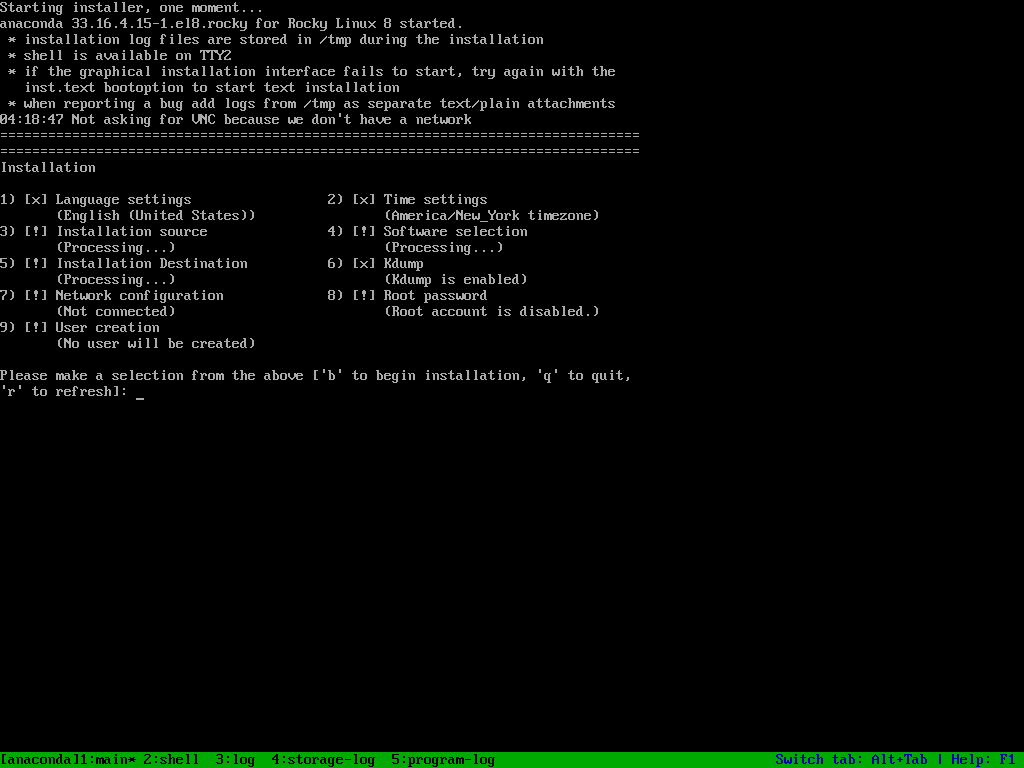 Starting installer, one moment...
anaconda 33.16.4.15-1.el8.rocky for Rocky Linux 8 started.
 * installation log files are stored in /tmp during the installation
 * shell is available on TTY2
 * if the graphical installation interface fails to start, try again with the
   inst.text bootoption to start text installation
 * when reporting a bug add logs from /tmp as separate text/plain attachments
04:18:47 Not asking for VNC because we don't have a network
================================================================================
================================================================================
Installation

1) [x] Language settings                 2) [x] Time settings
       (English (United States))                (America/New_York timezone)
3) [!] Installation source               4) [!] Software selection
       (Processing...)                          (Processing...)
5) [!] Installation Destination          6) [x] Kdump
       (Processing...)                          (Kdump is enabled)
7) [!] Network configuration             8) [!] Root password
       (Not connected)                          (Root account is disabled.)
9) [!] User creation
       (No user will be created)

Please make a selection from the above ['b' to begin installation, 'q' to quit,
'r' to refresh]: _
[anaconda]1:main* 2:shell  3:log  4:storage-log  5:program-log                                   Switch tab: Alt+Tab | Help: F1